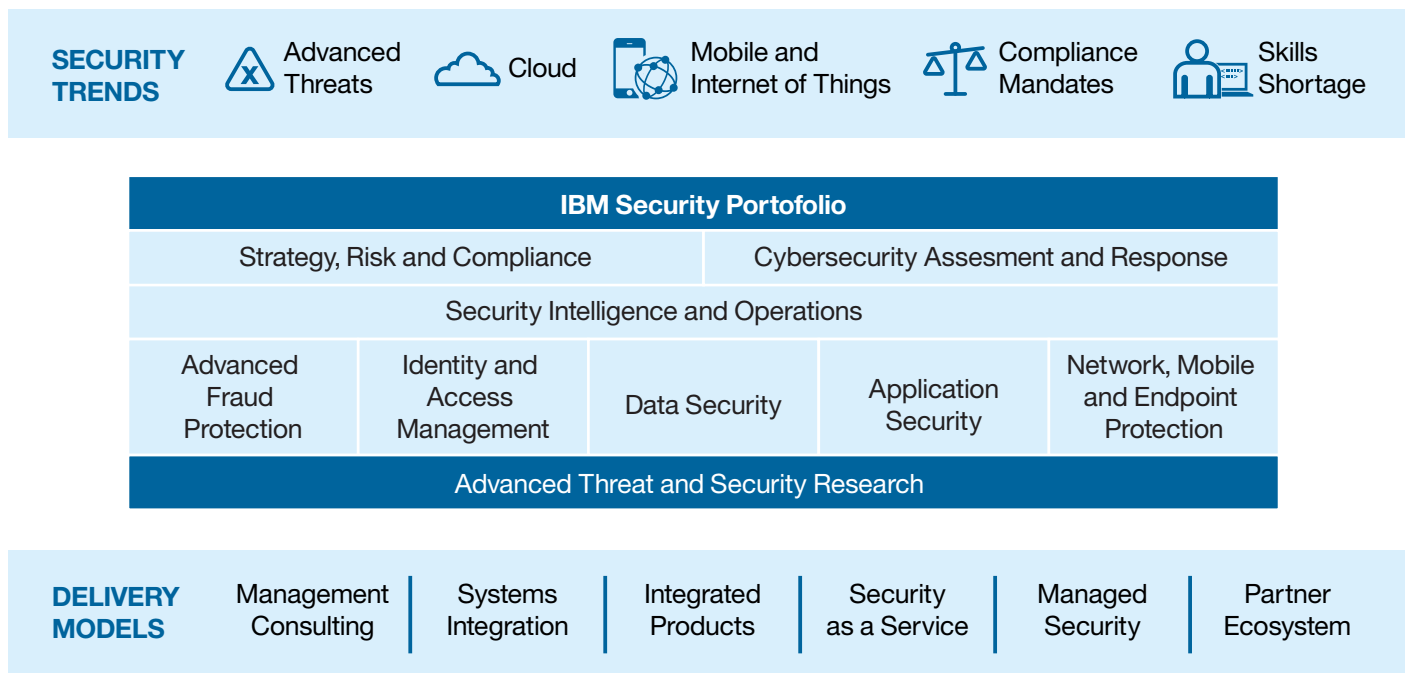 SECURITY
TRENDS
Advanced
Threats
Cloud
Mobile and
Internet of Things
Compliance
Mandates
Skills
Shortage
IBM Security Portofolio
Strategy, Risk and Compliance
Cybersecurity Assesment and Response
Security Intelligence and Operations
Advanced
Fraud
Protection
Identity and
Access
Management
Data Security
Application
Security
Network, Mobile
and Endpoint
Protection
Advanced Threat and Security Research
DELIVERY
MODELS
Management
Consulting
Systems
Integration
Integrated
Products
Security
as a Service
Managed
Security
Partner
Ecosystem